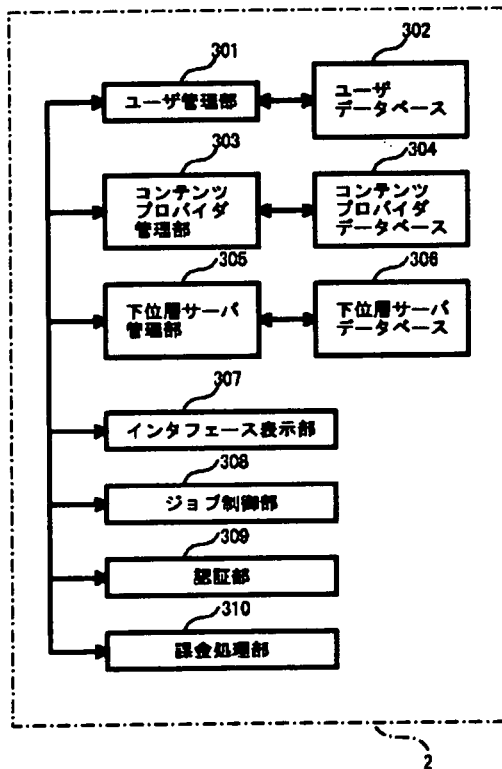 301
302
ユーザ管理部
ユーザ
データベース
303
304
コンテンツ
プロバイダ
管理部
コンテンツ
プロバイダ
データベース
305
306
下位層サーバ
管理部
下位層サーバ
データベース
307
インタフェース表示部
308
ジョブ制御部
309
認証部
310
課金処理部
2